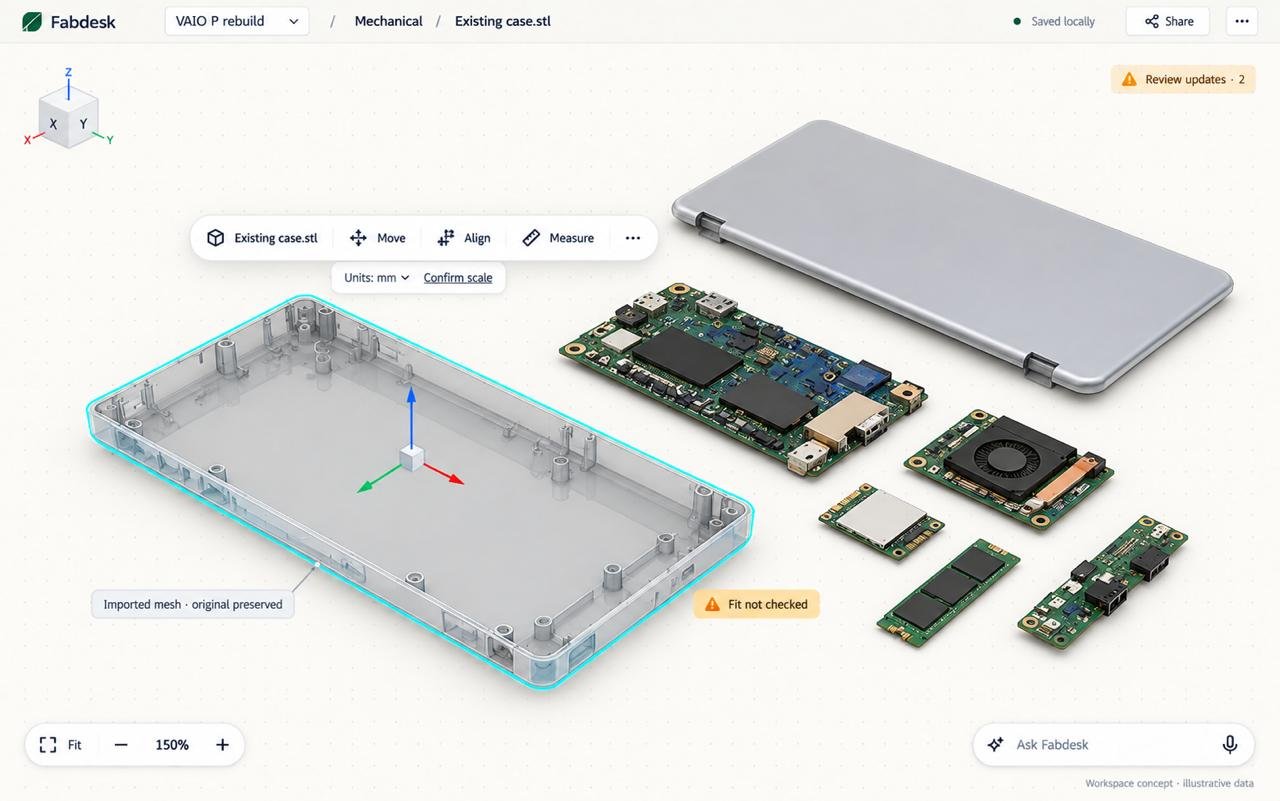 Fabdesk
VAIO P rebuild
/
Mechanical
/
Existing case.stl
Saved locally
Share
Z
X
Y
X
Y
Review updates · 2
Existing case.stl
Move
Align
Measure
Units: mm
Confirm scale
Imported mesh · original preserved
Fit not checked
Fit
150%
Ask Fabdesk
Workspace concept · illustrative data